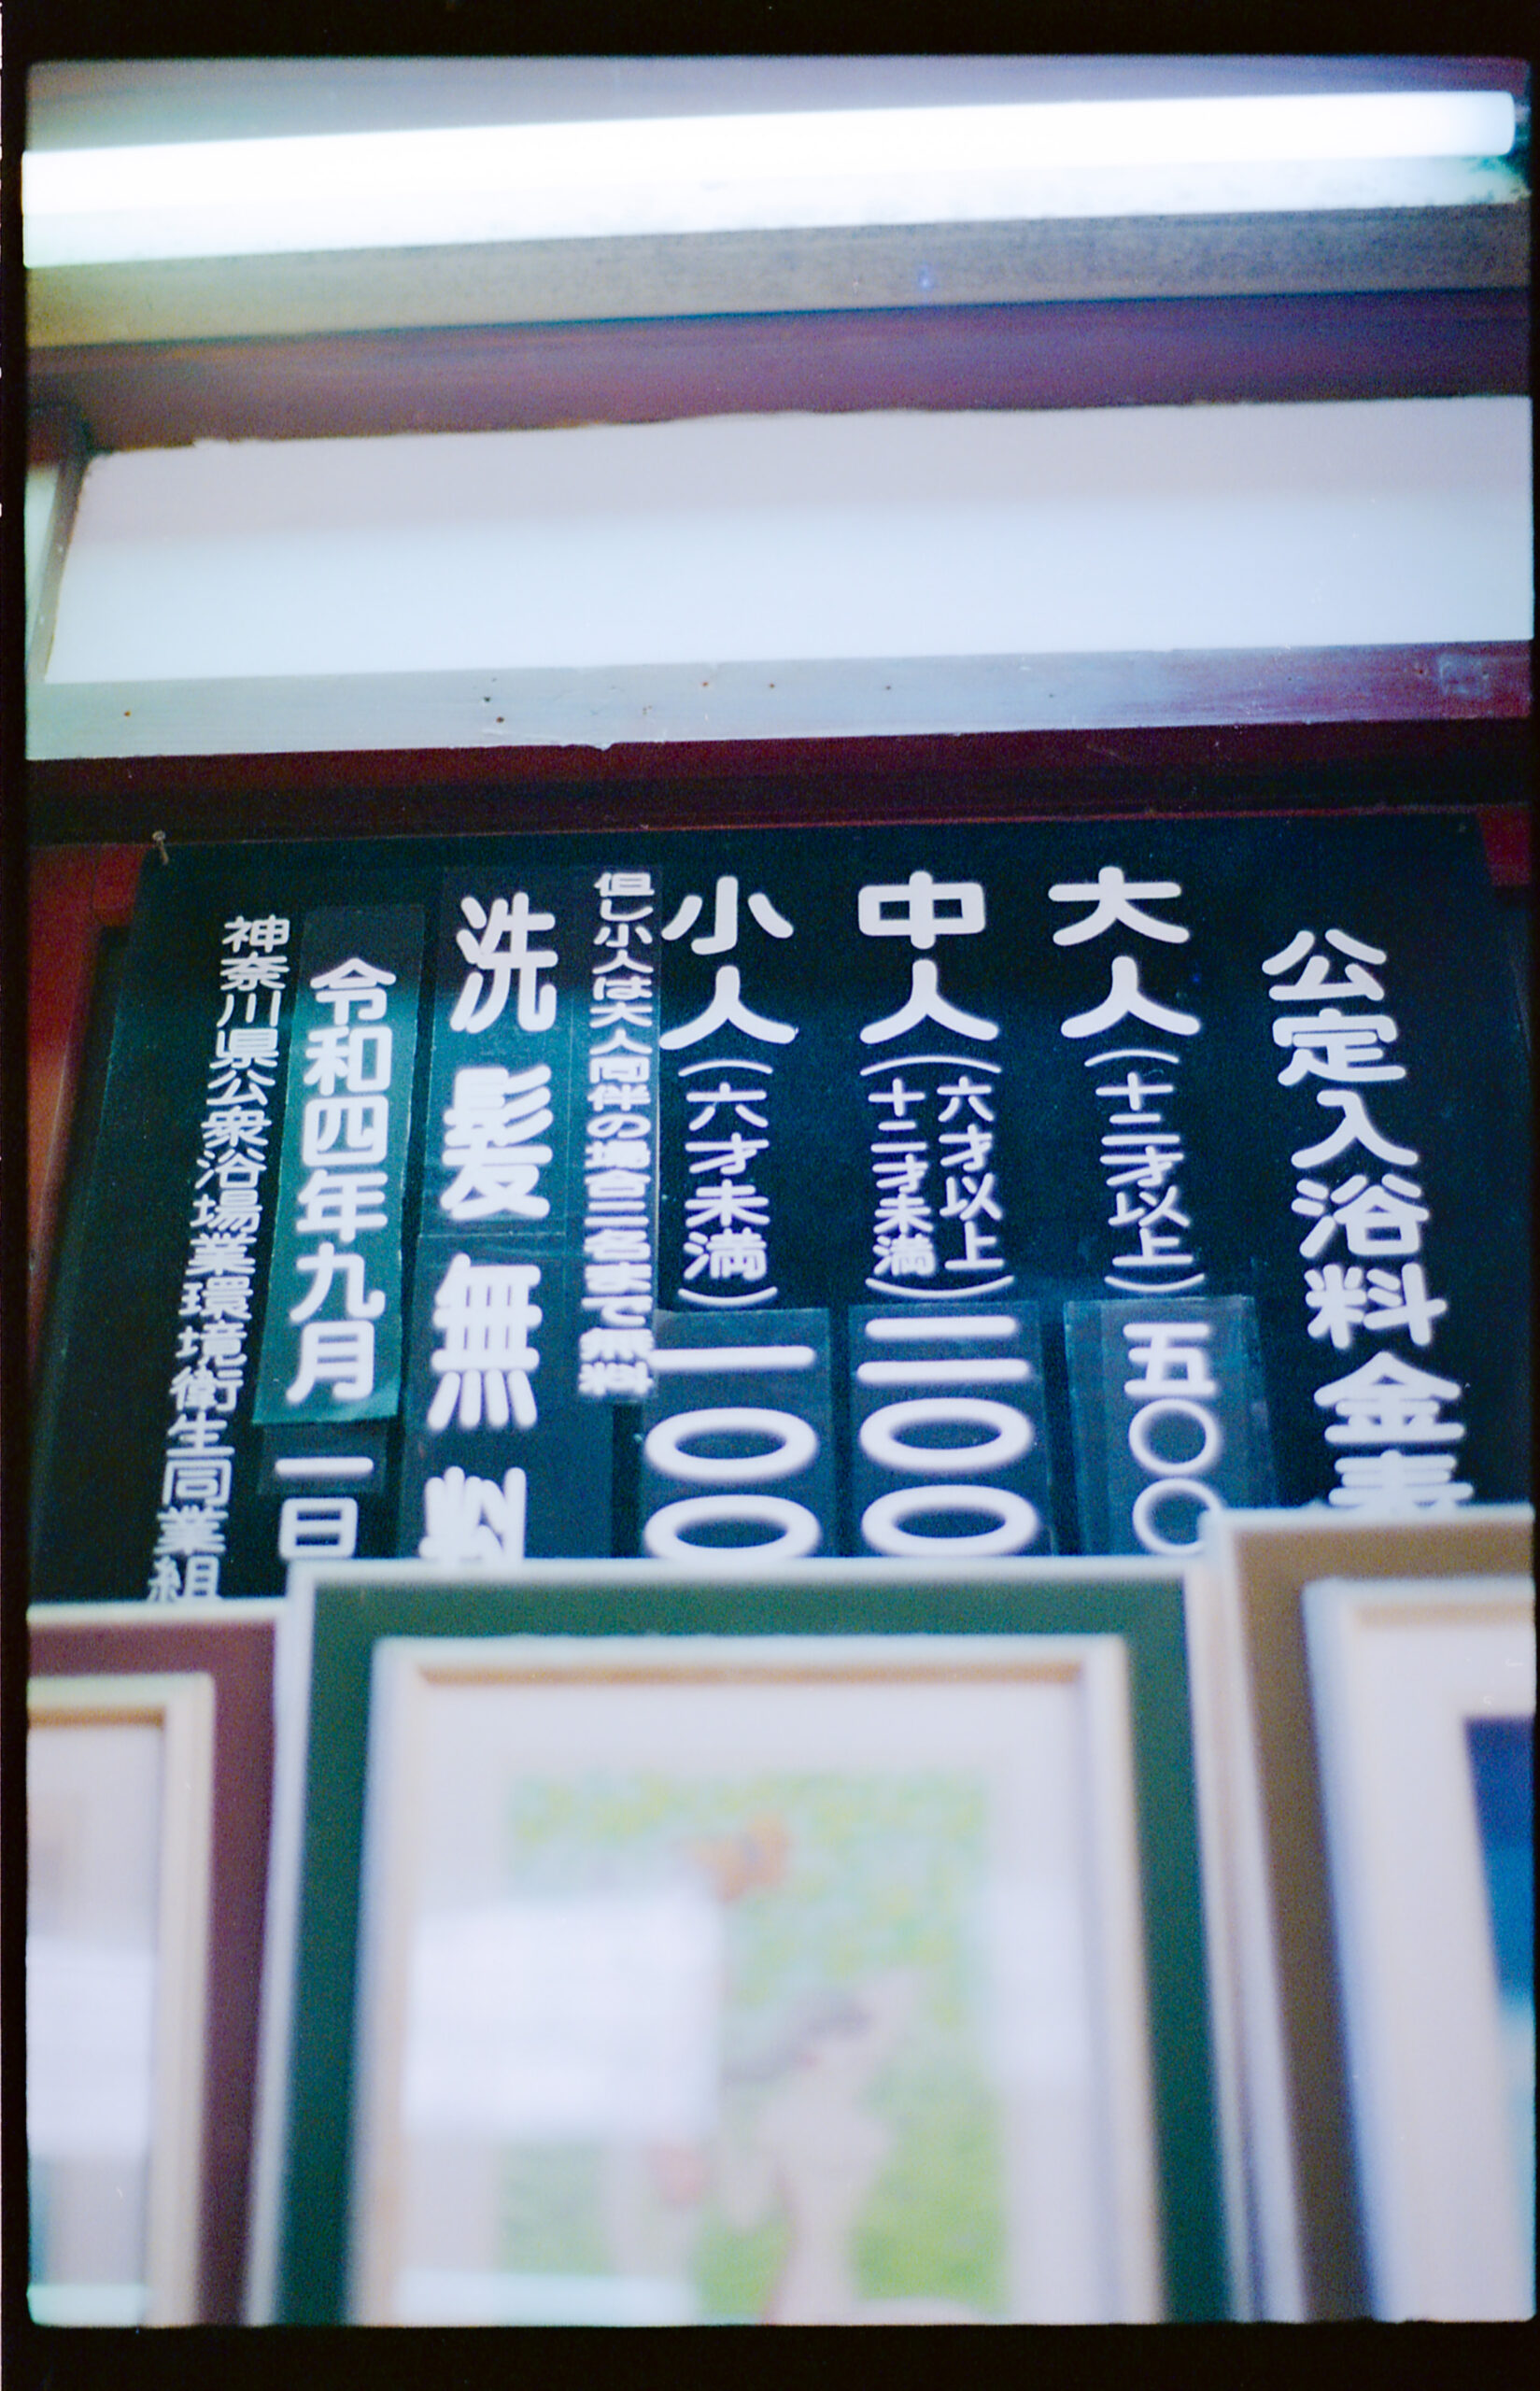 公定入浴料金表
大人(十二才以上)五〇〇
中人(六才以上十二才未満)二〇〇
小人(六才未満)一〇〇
但し小人は大人同伴の場合二名まで無料
洗髪無料
令和四年九月一日
神奈川県公衆浴場業環境衛生同業組